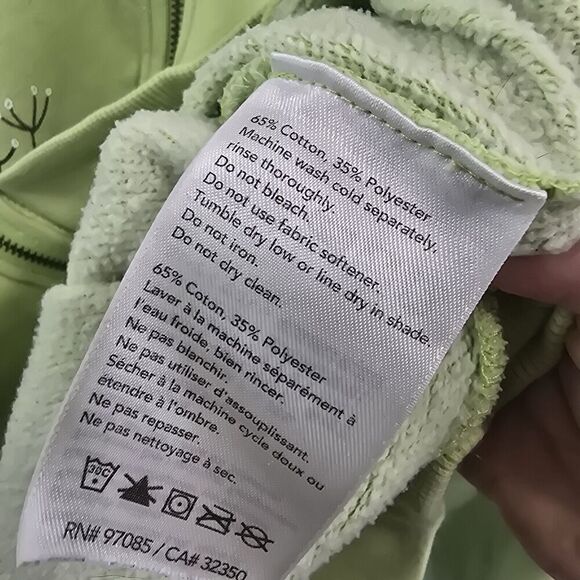 65% Cotton, 35% Polyester
Machine wash cold separately.
rinse thoroughly.
Do not bleach.
Do not use fabric softener.
Tumble dry low or line dry in shade.
Do not iron.
Do not dry clean.
65% Coton, 35% Polyester
Laver à la machine séparément à
l'eau froide, bien rincer.
Ne pas blanchir.
Ne pas utiliser d'assouplissant.
Sécher à la machine cycle doux ou
étendre à l'ombre.
Ne pas repasser.
Ne pas nettoyage à sec.
30C
RN# 97085 / CA# 32350